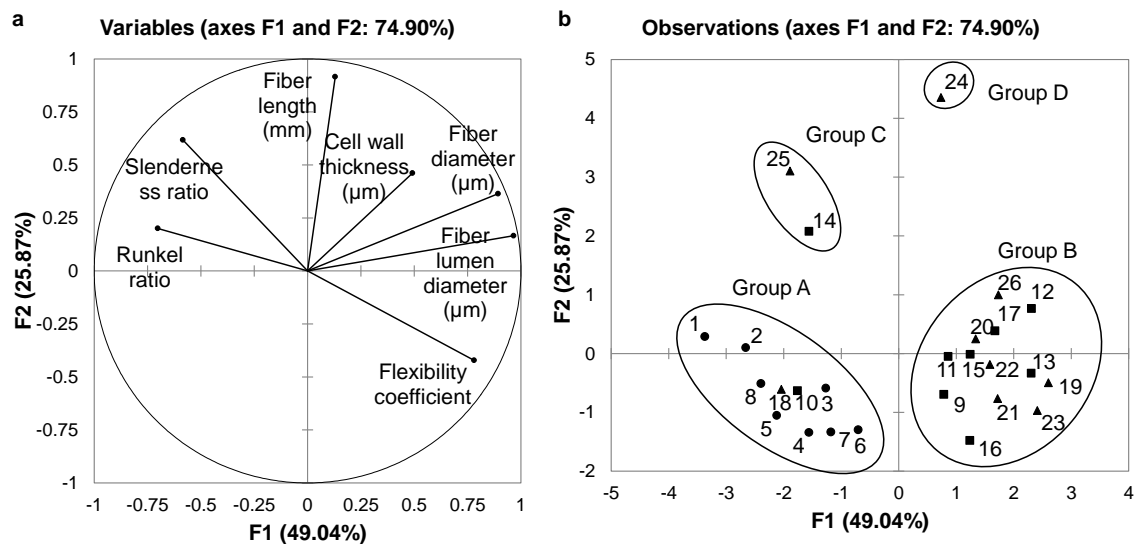 a
Variables (axes F1 and F2: 74.90%)
1
0.75
0.5
0.25
0
-0.25
-0.5
-0.75
-1
F2 (25.87%)
Fiber
length
(mm)
Cell wall
thickness
(µm)
Fiber
diameter
(µm)
Slenderne
ss ratio
Runkel
ratio
Fiber
lumen
diameter
(µm)
Flexibility
coefficient
-1
-0.75
-0.5
-0.25
0
0.25
0.5
0.75
1
F1 (49.04%)
b
Observations (axes F1 and F2: 74.90%)
5
4
3
2
1
0
-1
-2
F2 (25.87%)
24
Group D
Group C
25
14
Group B
26
12
17
20
11
15
22
13
19
9
21
23
16
Group A
1
2
8
18
10
3
5
4
7
6
-5
-4
-3
-2
-1
0
1
2
3
4
F1 (49.04%)